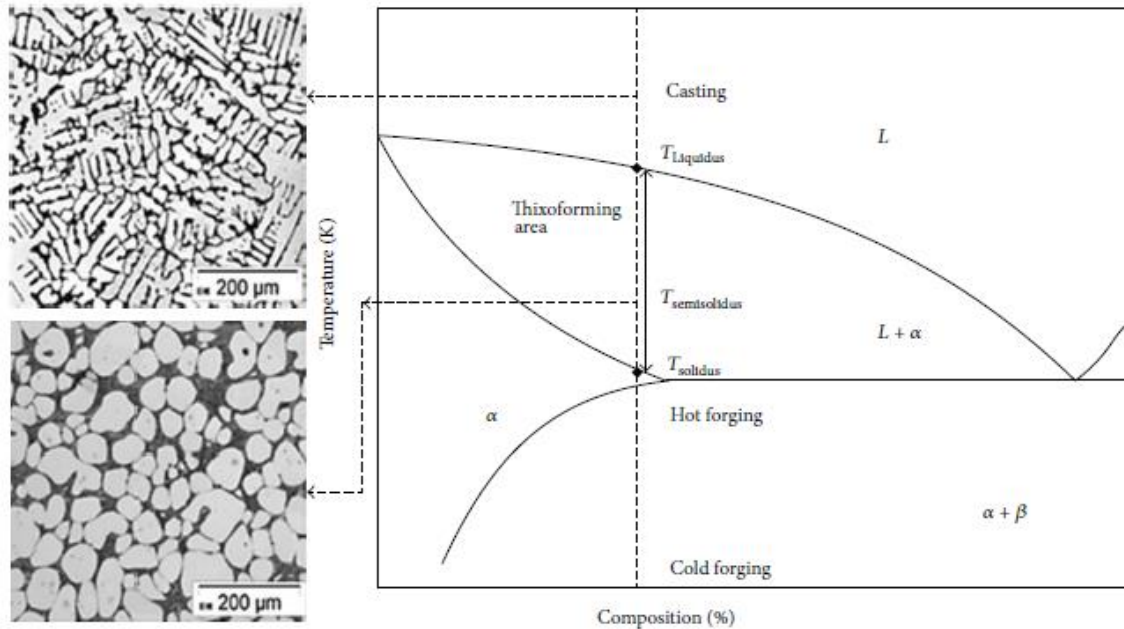 200 μm
200 μm
Temperature (K)
Casting
L
TLiquidus
Thixoforming
area
Tsemisolidus
L + α
Tsolidus
α
Hot forging
α + β
Cold forging
Composition (%)